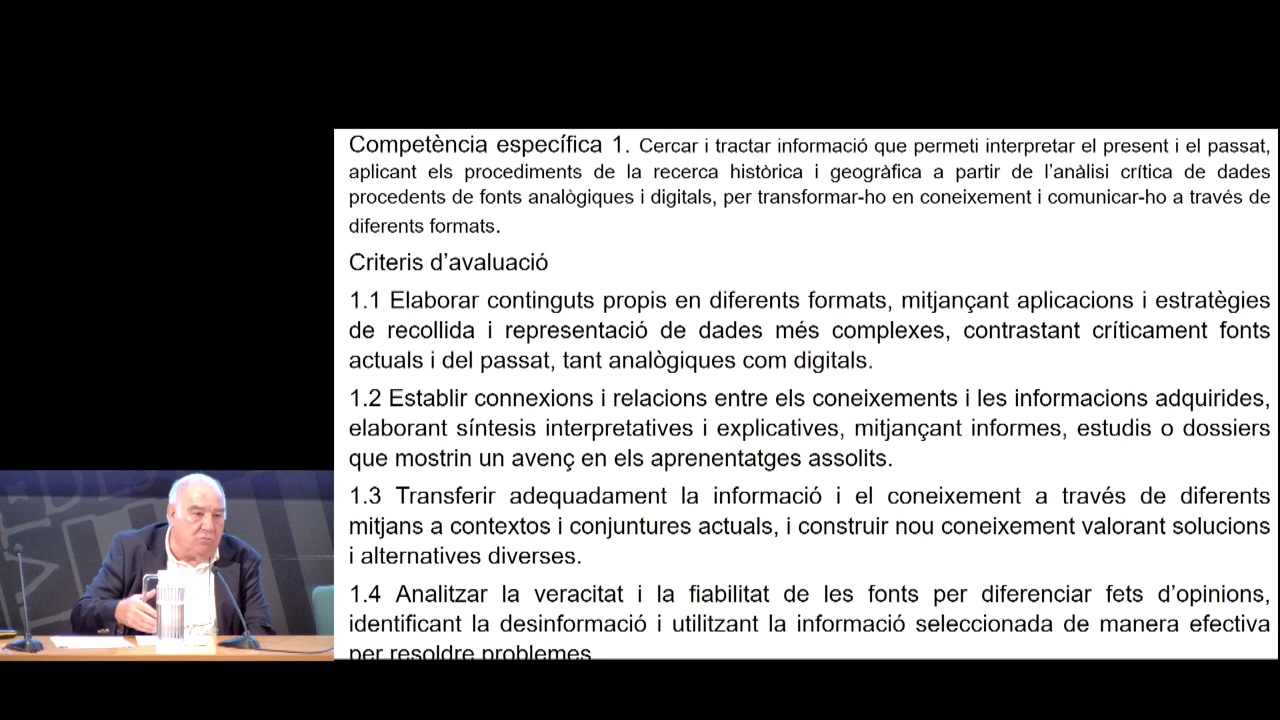 Competència específica 1. Cercar i tractar informació que permeti interpretar el present i el passat,
aplicant els procediments de la recerca històrica i geogràfica a partir de l'anàlisi crítica de dades
procedents de fonts analògiques i digitals, per transformar-ho en coneixement i comunicar-ho a través de
diferents formats.
Criteris d'avaluació
1.1 Elaborar continguts propis en diferents formats, mitjançant aplicacions i estratègies
de recollida i representació de dades més complexes, contrastant críticament fonts
actuals i del passat, tant analògiques com digitals.
1.2 Establir connexions i relacions entre els coneixements i les informacions adquirides,
elaborant síntesis interpretatives i explicatives, mitjançant informes, estudis o dossiers
que mostrin un avenç en els aprenentatges assolits.
1.3 Transferir adequadament la informació i el coneixement a través de diferents
mitjans a contextos i conjuntures actuals, i construir nou coneixement valorant solucions
i alternatives diverses.
1.4 Analitzar la veracitat i la fiabilitat de les fonts per diferenciar fets d'opinions,
identificant la desinformació i utilitzant la informació seleccionada de manera efectiva
per resoldre problemes